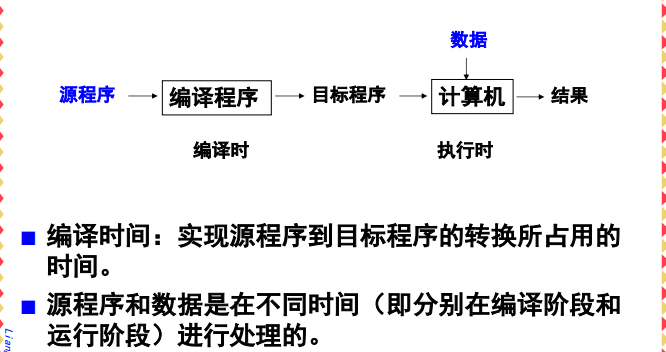 数据
源程序 编译程序 目标程序 计算机 结果
编译时 执行时
编译时间：实现源程序到目标程序的转换所占用的
时间。
源程序和数据是在不同时间（即分别在编译阶段和
运行阶段）进行处理的。